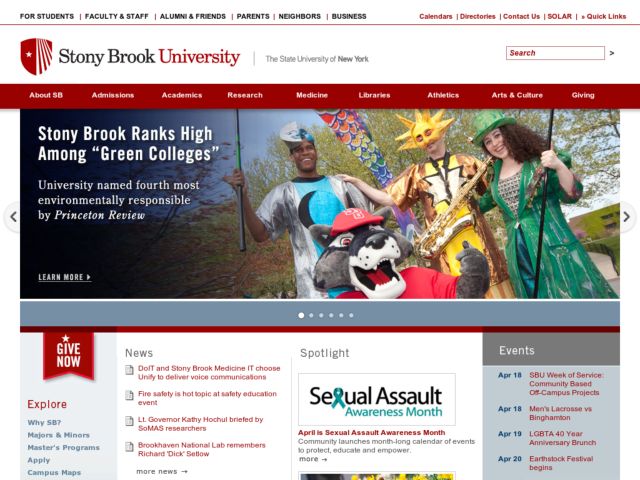 FOR STUDENTS | FACULTY & STAFF | ALUMNI & FRIENDS | PARENTS | NEIGHBORS | BUSINESS
Calendars | Directories | Contact Us | SOLAR | » Quick Links
Stony Brook University
The State University of New York
Search >
About SB Admissions Academics Research Medicine Libraries Athletics Arts & Culture Giving
Stony Brook Ranks High
Among “Green Colleges”
University named fourth most
environmentally responsible
by Princeton Review
LEARN MORE
GIVE
NOW
Explore
Why SB?
Majors & Minors
Master's Programs
Apply
Campus Maps
News
DoIT and Stony Brook Medicine IT choose
Unify to deliver voice communications
Fire safety is hot topic at safety education
event
Lt. Governor Kathy Hochul briefed by
SoMAS researchers
Brookhaven National Lab remembers
Richard 'Dick' Setlow
more news →
Spotlight
Sexual Assault
Awareness Month
April is Sexual Assault Awareness Month
Community launches month-long calendar of events
to protect, educate and empower.
more →
Events
Apr 18 SBU Week of Service:
Community Based
Off-Campus Projects
Apr 18 Men's Lacrosse vs
Binghamton
Apr 19 LGBTA 40 Year
Anniversary Brunch
Apr 20 Earthstock Festival
begins